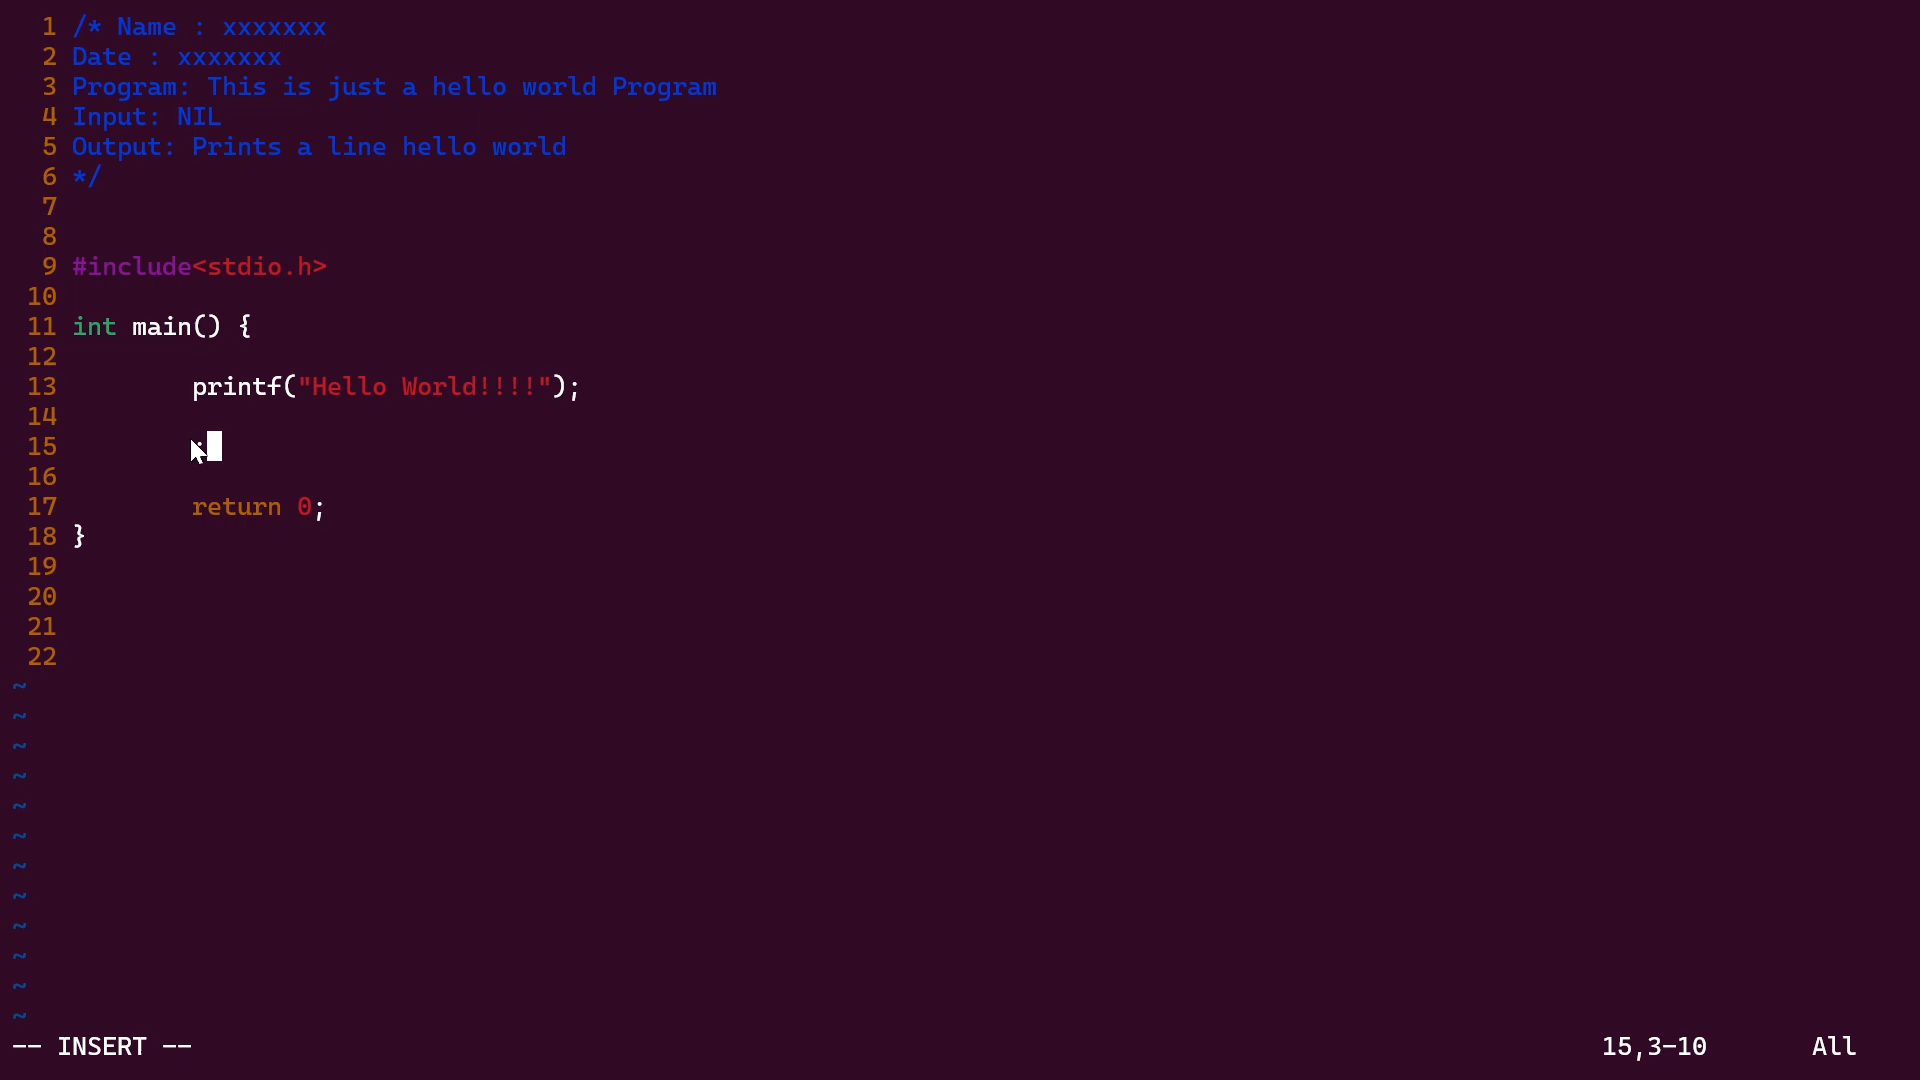 1 /* Name : xxxxxxx
2 Date : xxxxxxx
3 Program: This is just a hello world Program
4 Input: NIL
5 Output: Prints a line hello world
6 */
7
8
9 #include<stdio.h>
10
11 int main() {
12
13 printf("Hello World!!!!");
14
15
16
17 return 0;
18 }
19
20
21
22
~
~
~
~
~
~
~
~
~
~
~
~
-- INSERT -- 15,3-10 All